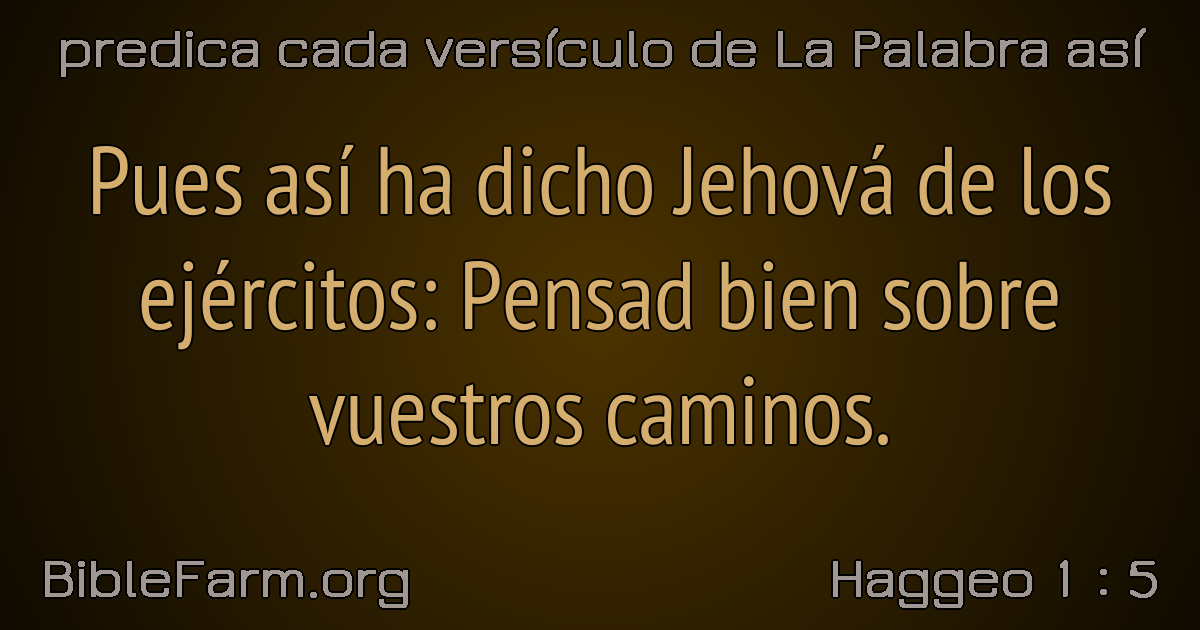 predica cada versículo de La Palabra así
Pues así ha dicho Jehová de los
ejércitos: Pensad bien sobre
vuestros caminos.
BibleFarm.org
Haggeo 1 : 5